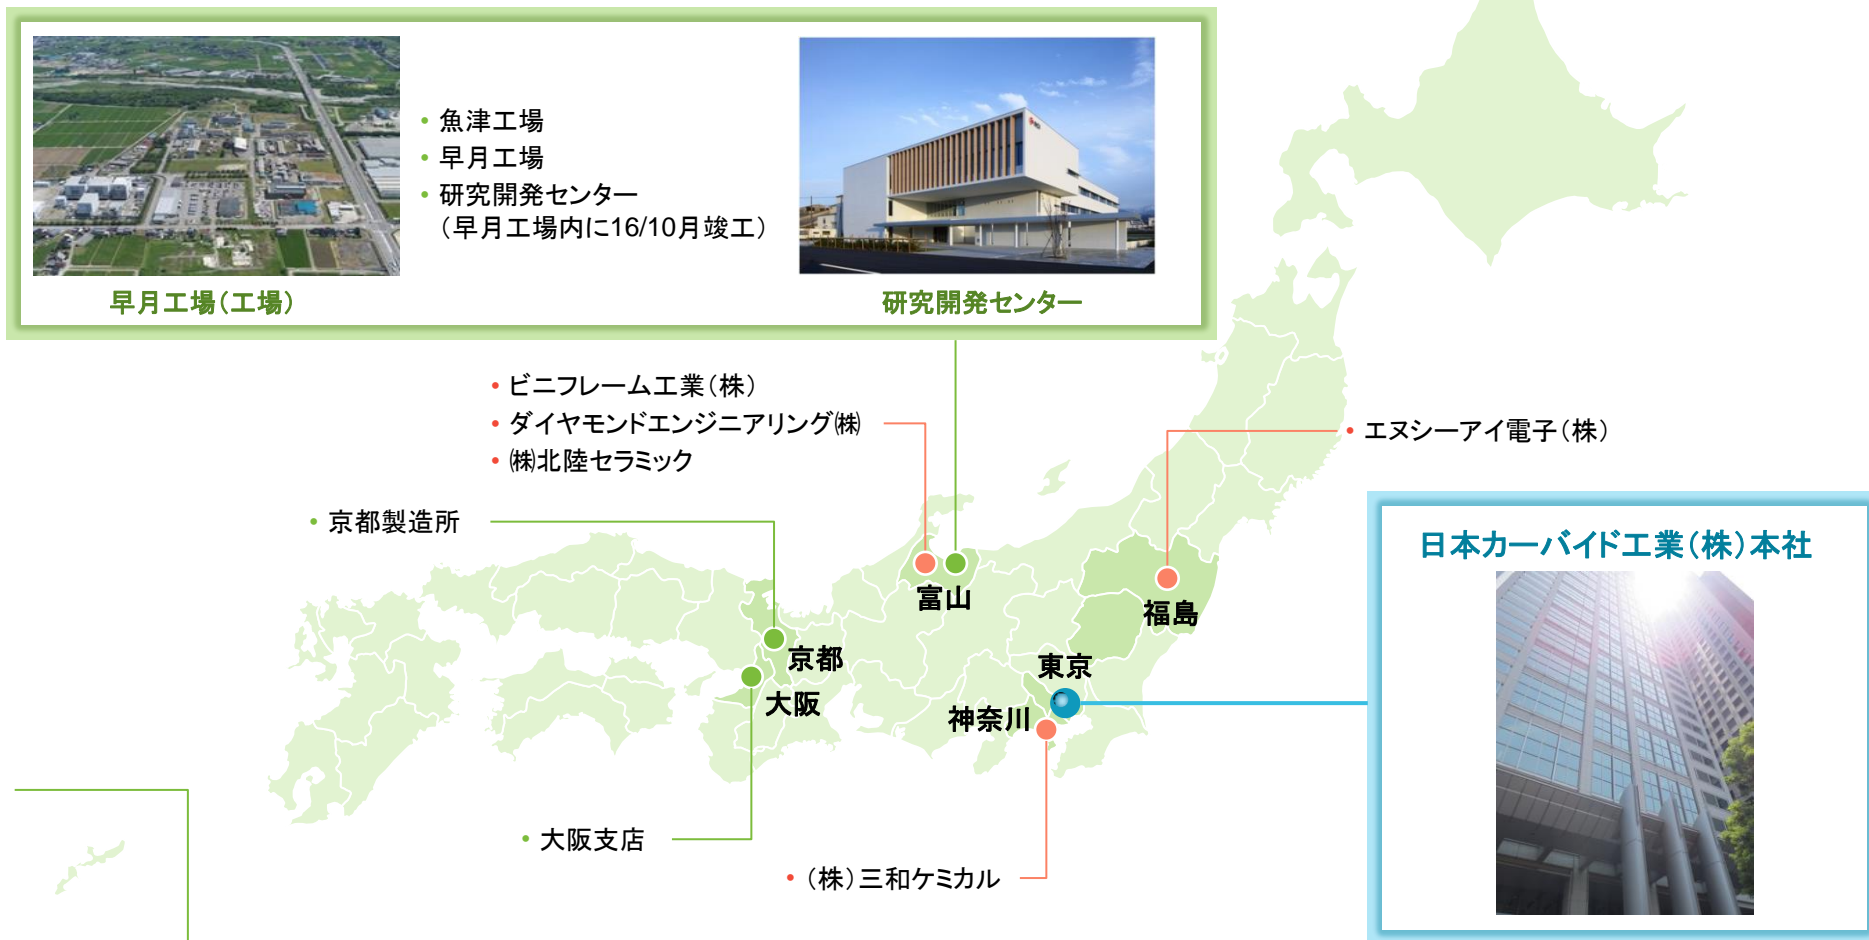 ・魚津工場
・早月工場
・研究開発センター
（早月工場内に16/10月竣工）
早月工場（工場）
研究開発センター
・ビニフレーム工業（株）
・ダイヤモンドエンジニアリング㈱
・㈱北陸セラミック
・エヌシーアイ電子（株）
・京都製造所
日本カーバイド工業（株）本社
富山
福島
京都
東京
大阪
神奈川
・大阪支店
・（株）三和ケミカル